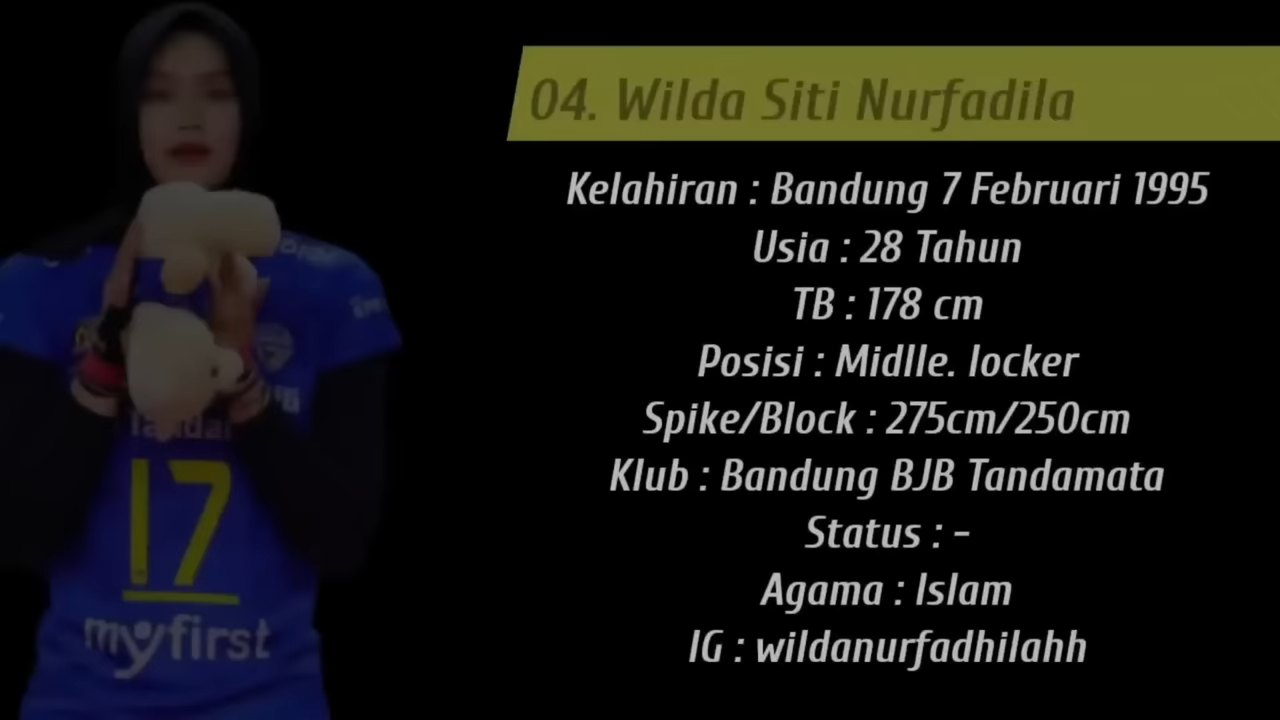 04. Wilda Siti Nurfadila
Kelahiran : Bandung 7 Februari 1995
Usia : 28 Tahun
TB : 178 cm
Posisi : Midlle. locker
Spike/Block : 275cm/250cm
Klub : Bandung BJB Tandamata
Status : -
Agama : Islam
IG : wildanurfadhilahh
17
myfirst